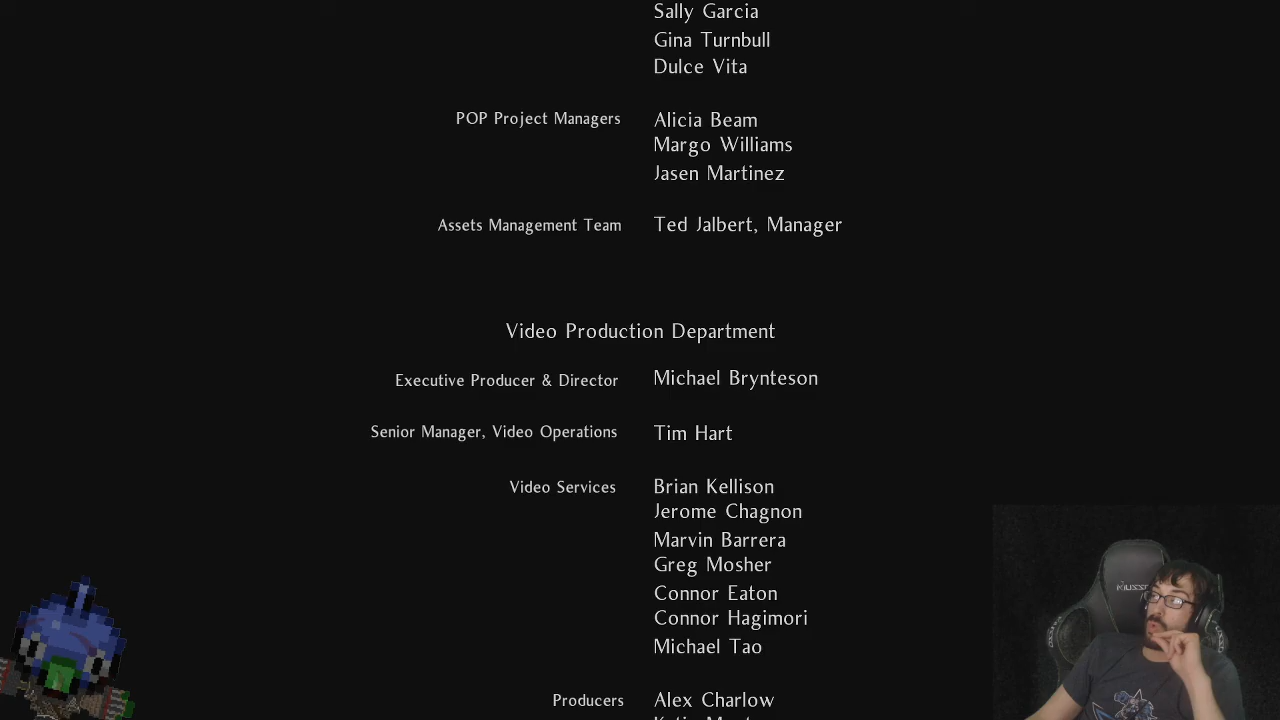 Sally Garcia
Gina Turnbull
Dulce Vita
POP Project Managers Alicia Beam
Margo Williams
Jasen Martinez
Assets Management Team Ted Jalbert, Manager
Video Production Department
Executive Producer & Director Michael Brynteson
Senior Manager, Video Operations Tim Hart
Video Services Brian Kellison
Jerome Chagnon
Marvin Barrera
Greg Mosher
Connor Eaton
Connor Hagimori
Michael Tao
Producers Alex Charlow